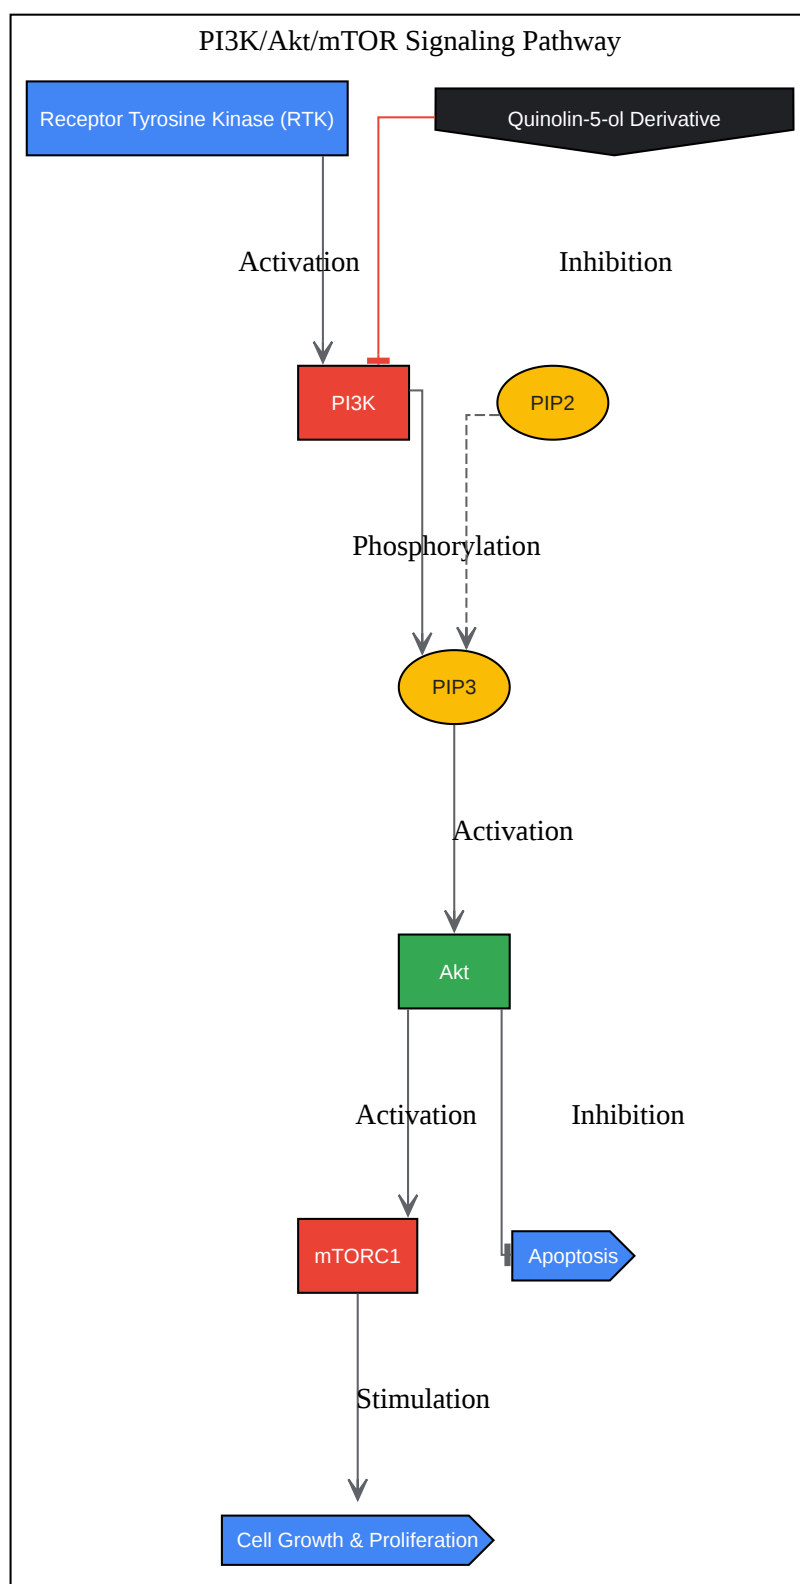 PI3K/Akt/mTOR Signaling Pathway
Receptor Tyrosine Kinase (RTK)
Quinolin-5-ol Derivative
Activation
Inhibition
PI3K
PIP2
Phosphorylation
PIP3
Activation
Akt
Activation
Inhibition
mTORC1
Apoptosis
Stimulation
Cell Growth & Proliferation